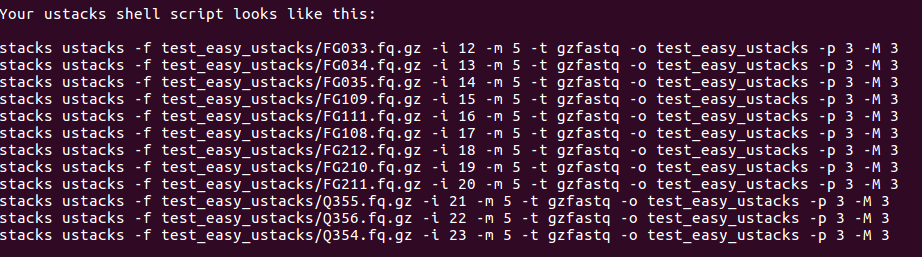 Your ustacks shell script looks like this:
stacks ustacks -f test_easy_ustacks/FG033.fq.gz -i 12 -m 5 -t gzfastq -o test_easy_ustacks -p 3 -M 3
stacks ustacks -f test_easy_ustacks/FG034.fq.gz -i 13 -m 5 -t gzfastq -o test_easy_ustacks -p 3 -M 3
stacks ustacks -f test_easy_ustacks/FG035.fq.gz -i 14 -m 5 -t gzfastq -o test_easy_ustacks -p 3 -M 3
stacks ustacks -f test_easy_ustacks/FG109.fq.gz -i 15 -m 5 -t gzfastq -o test_easy_ustacks -p 3 -M 3
stacks ustacks -f test_easy_ustacks/FG111.fq.gz -i 16 -m 5 -t gzfastq -o test_easy_ustacks -p 3 -M 3
stacks ustacks -f test_easy_ustacks/FG108.fq.gz -i 17 -m 5 -t gzfastq -o test_easy_ustacks -p 3 -M 3
stacks ustacks -f test_easy_ustacks/FG212.fq.gz -i 18 -m 5 -t gzfastq -o test_easy_ustacks -p 3 -M 3
stacks ustacks -f test_easy_ustacks/FG210.fq.gz -i 19 -m 5 -t gzfastq -o test_easy_ustacks -p 3 -M 3
stacks ustacks -f test_easy_ustacks/FG211.fq.gz -i 20 -m 5 -t gzfastq -o test_easy_ustacks -p 3 -M 3
stacks ustacks -f test_easy_ustacks/Q355.fq.gz -i 21 -m 5 -t gzfastq -o test_easy_ustacks -p 3 -M 3
stacks ustacks -f test_easy_ustacks/Q356.fq.gz -i 22 -m 5 -t gzfastq -o test_easy_ustacks -p 3 -M 3
stacks ustacks -f test_easy_ustacks/Q354.fq.gz -i 23 -m 5 -t gzfastq -o test_easy_ustacks -p 3 -M 3